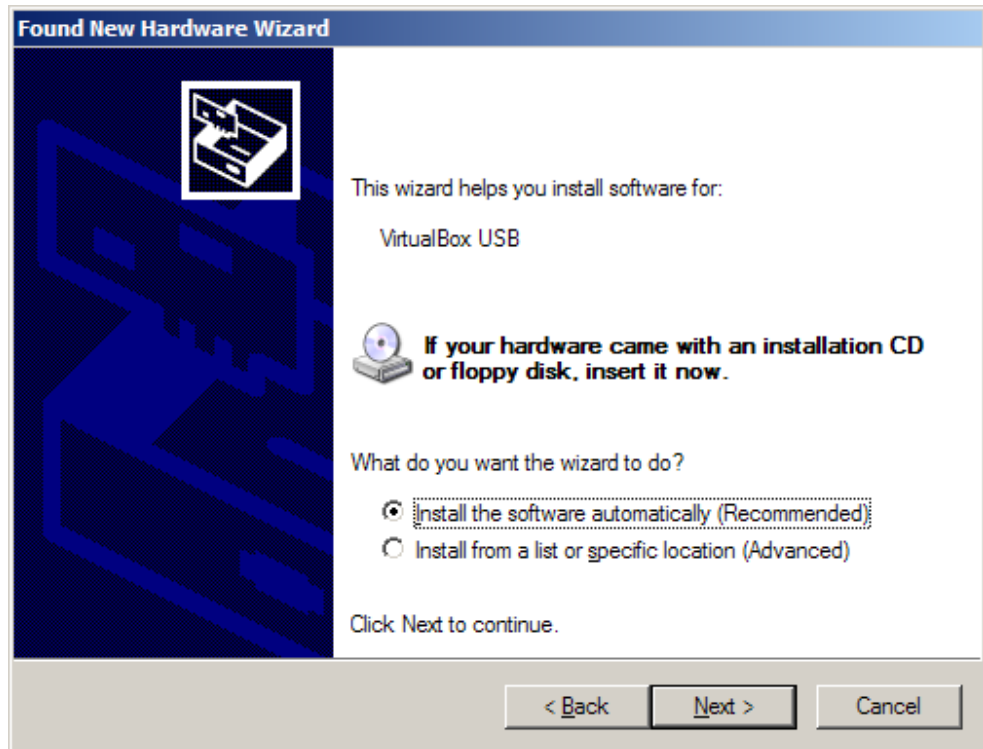 Found New Hardware Wizard
This wizard helps you install software for:
VirtualBox USB
If your hardware came with an installation CD
or floppy disk, insert it now.
What do you want the wizard to do?
Install the software automatically (Recommended)
Install from a list or specific location (Advanced)
Click Next to continue.
< Back Next > Cancel